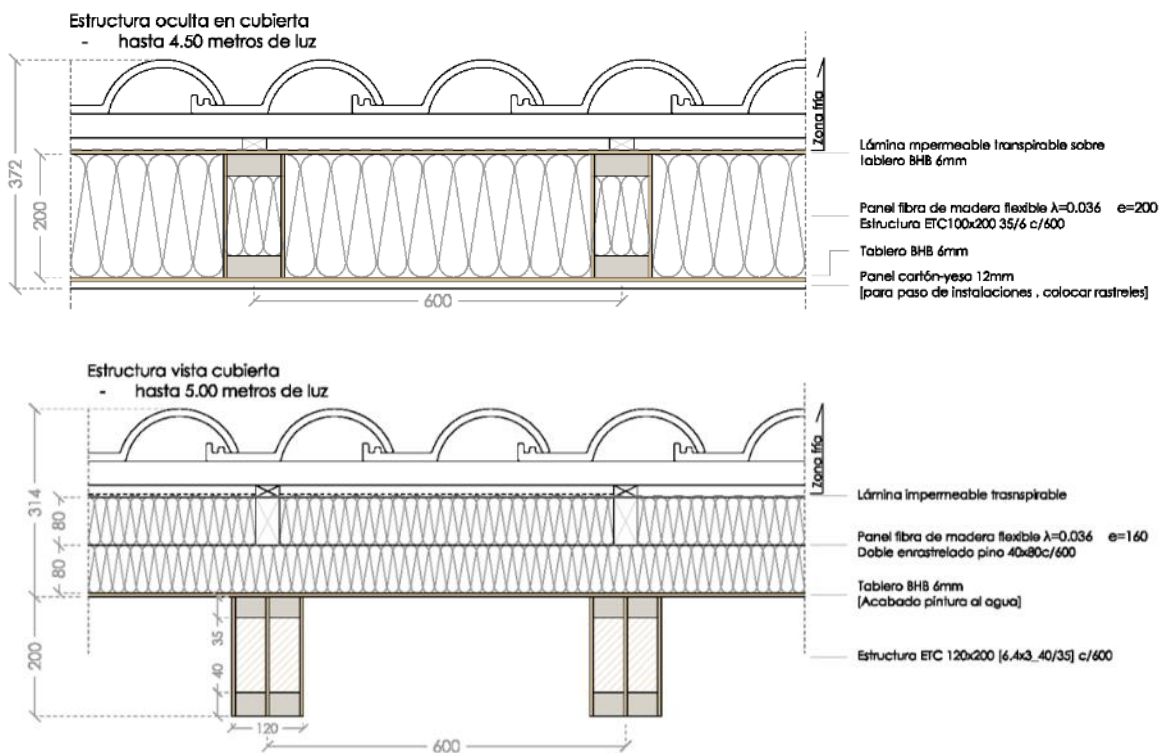 Estructura oculta en cubierta
- hasta 4.50 metros de luz
372
200
600
Zona fría
Lámina mpermeable transpirable sobre
tablero BHB 6mm
Panel fibra de madera flexible λ=0.036 e=200
Estructura ETC100x200 35/6 c/600
Tablero BHB 6mm
Panel cartón-yeso 12mm
[para paso de instalaciones , colocar rastreles]
Estructura vista cubierta
- hasta 5.00 metros de luz
314
80
80
200
35
40
120
600
Zona fría
Lámina impermeable trasnspirable
Panel fibra de madera flexible λ=0.036 e=160
Doble enrastrelado pino 40x80c/600
Tablero BHB 6mm
[Acabado pintura al agua]
Estructura ETC 120x200 [6.4x3_40/35] c/600